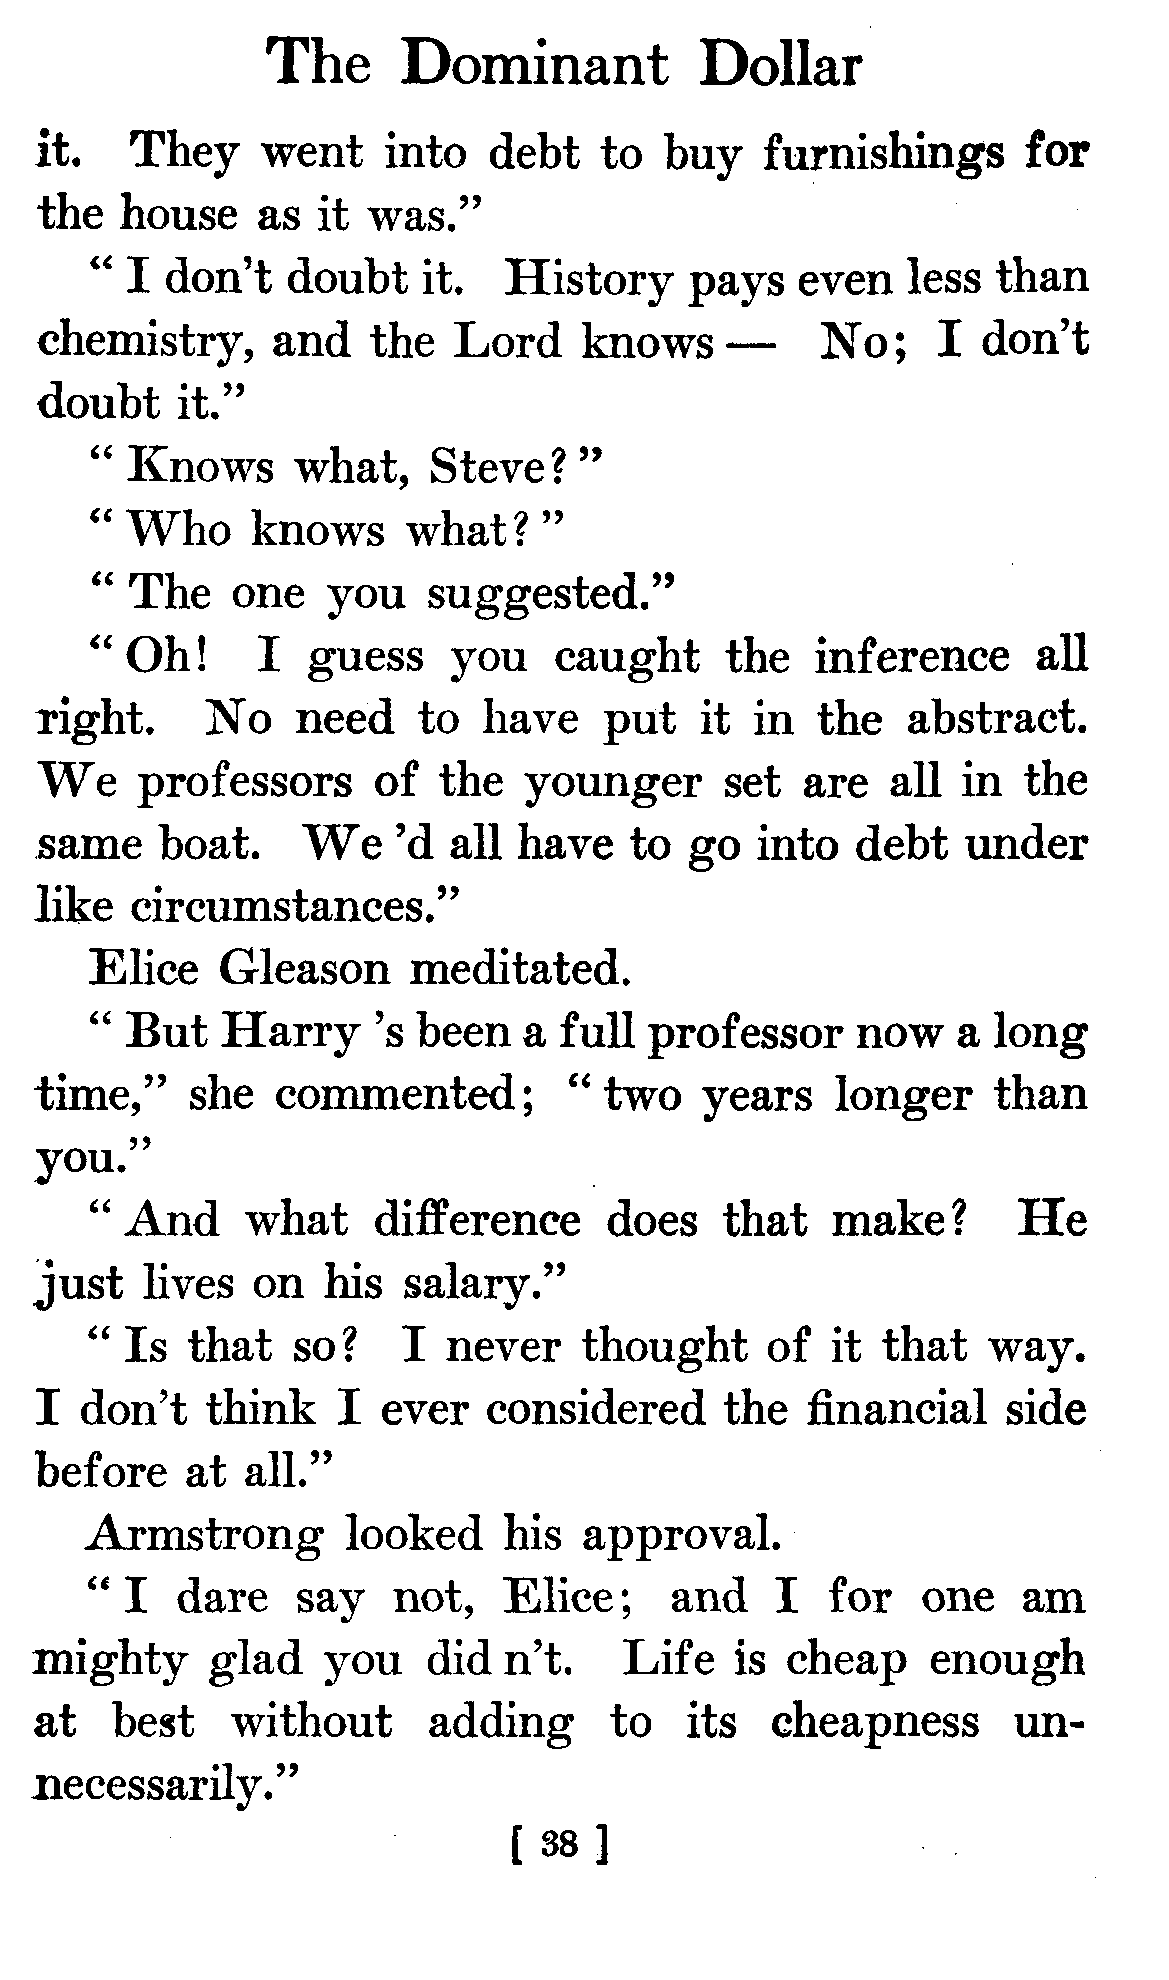 The Dominant Dollar
it. They went into debt to buy furnishings for
the house as it was.”
“ I don’t doubt it. History pays even less than
chemistry, and the Lord knows — No; I don’t
doubt it.”
“ Knows what, Steve? ”
“ Who knows what? ”
“ The one you suggested.”
“ Oh! I guess you caught the inference all
right. No need to have put it in the abstract.
We professors of the younger set are all in the
same boat. We ’d all have to go into debt under
like circumstances.”
Elice Gleason meditated.
“ But Harry ’s been a full professor now a long
time,” she commented; “ two years longer than
you.”
“ And what difference does that make? He
just lives on his salary.”
“ Is that so? I never thought of it that way.
I don’t think I ever considered the financial side
before at all.”
Armstrong looked his approval.
“ I dare say not, Elice; and I for one am
mighty glad you did n’t. Life is cheap enough
at best without adding to its cheapness un-
necessarily.”
[ 38 ]